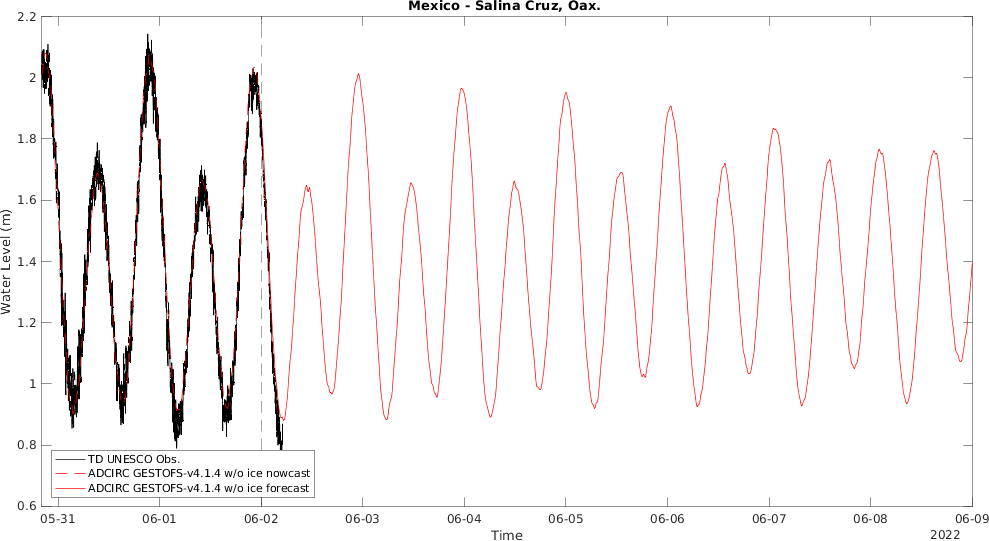 Mexico - Salina Cruz, Oax.
Water Level (m)
2.2
2
1.8
1.6
1.4
1.2
1
0.8
0.6
TD UNESCO Obs.
ADCIRC GESTOFS-v4.1.4 w/o ice nowcast
ADCIRC GESTOFS-v4.1.4 w/o ice forecast
05-31 06-01 06-02 06-03 06-04 06-05 06-06 06-07 06-08 06-09
2022
Time